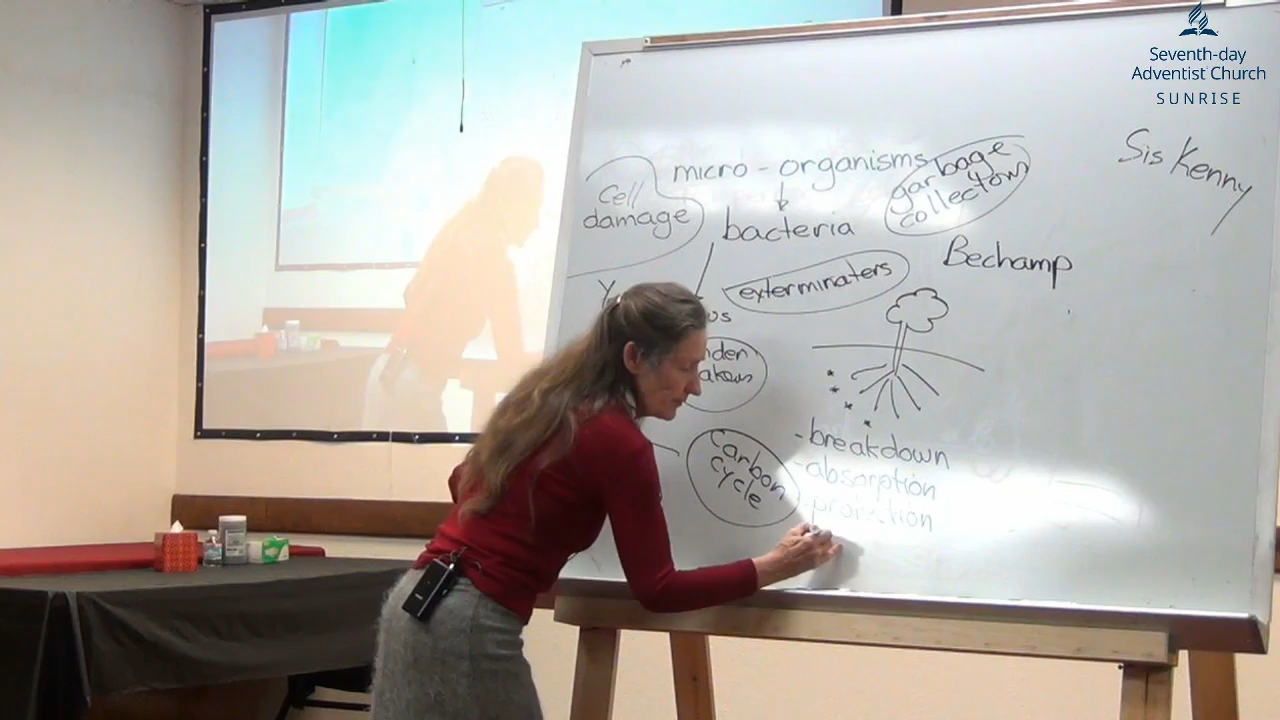 Seventh-day
Adventist Church
SUNRISE
Sis Kenny
micro - organisms
garbage
collectors
Cell
damage
bacteria
Bechamp
exterminaters
carbon
cycle
- breakdown
- absorption
- protection